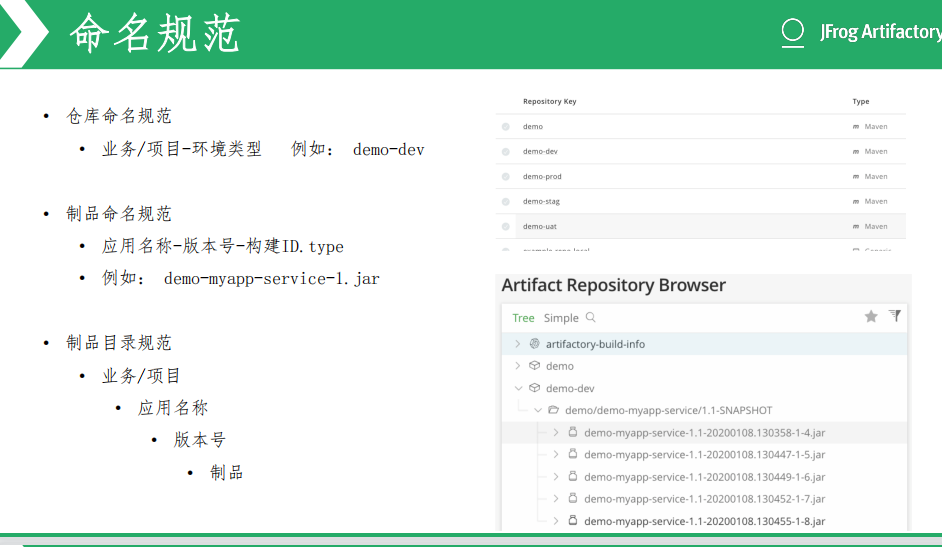 命名规范
JFrog Artifactory
• 仓库命名规范
• 业务/项目-环境类型 例如： demo-dev
• 制品命名规范
• 应用名称-版本号-构建ID.type
• 例如： demo-myapp-service-1.jar
• 制品目录规范
• 业务/项目
• 应用名称
• 版本号
• 制品
Repository Key Type
demo Maven
demo-dev Maven
demo-prod Maven
demo-stag Maven
demo-uat Maven
Artifact Repository Browser
Tree Simple
artifactory-build-info
demo
demo-dev
demo/demo-myapp-service/1.1-SNAPSHOT
demo-myapp-service-1.1-20200108.130358-1-4.jar
demo-myapp-service-1.1-20200108.130447-1-5.jar
demo-myapp-service-1.1-20200108.130449-1-6.jar
demo-myapp-service-1.1-20200108.130452-1-7.jar
demo-myapp-service-1.1-20200108.130455-1-8.jar